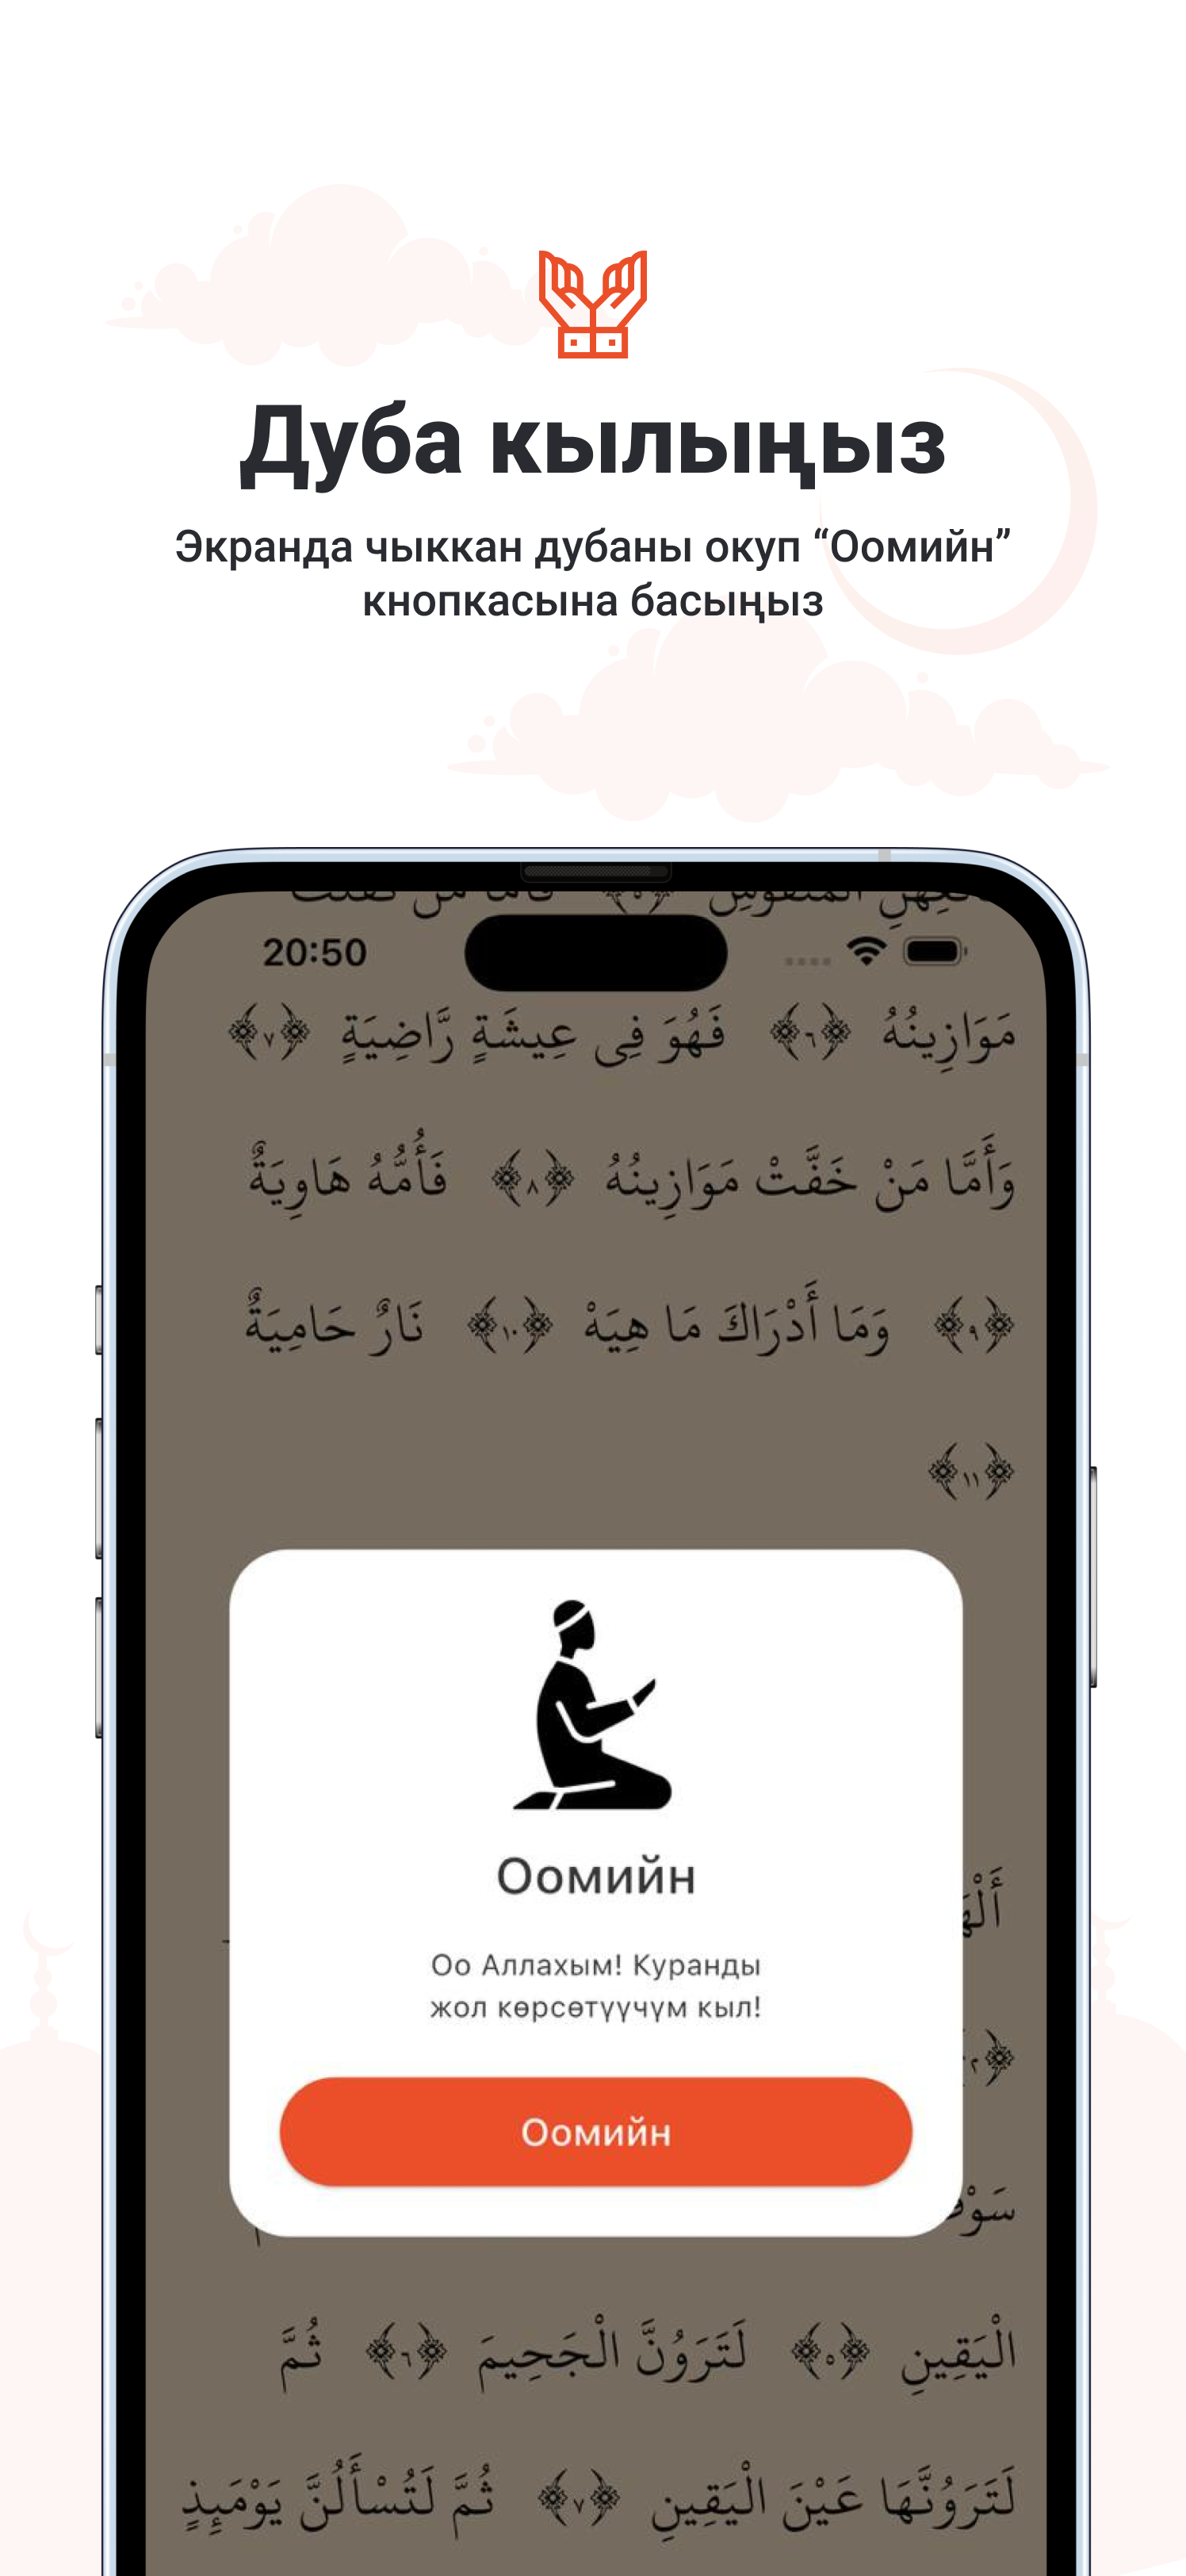 Дуба кылыңыз
Экранда чыккан дубаны окуп “Оомийн”
кнопкасына басыңыз
20:50
مَوَازِينُهُ ﴿٦﴾ فَهُوَ فِى عِيشَةٍ رَّاضِيَةٍ ﴿٧﴾
وَأَمَّا مَنْ خَفَّتْ مَوَازِينُهُ ﴿٨﴾ فَأُمُّهُ هَاوِيَةٌ
﴿٩﴾ وَمَا أَدْرَاكَ مَا هِيَهْ ﴿١٠﴾ نَارٌ حَامِيَةٌ
﴿١١﴾
Оомийн
Оо Аллахым! Куранды
жол көрсөтүүчүм кыл!
Оомийн
الْيَقِينِ ﴿٥﴾ لَتَرَوُنَّ الْجَحِيمَ ﴿٦﴾ ثُمَّ
لَتَرَوُنَّهَا عَيْنَ الْيَقِينِ ﴿٧﴾ ثُمَّ لَتُسْأَلُنَّ يَوْمَئِذٍ